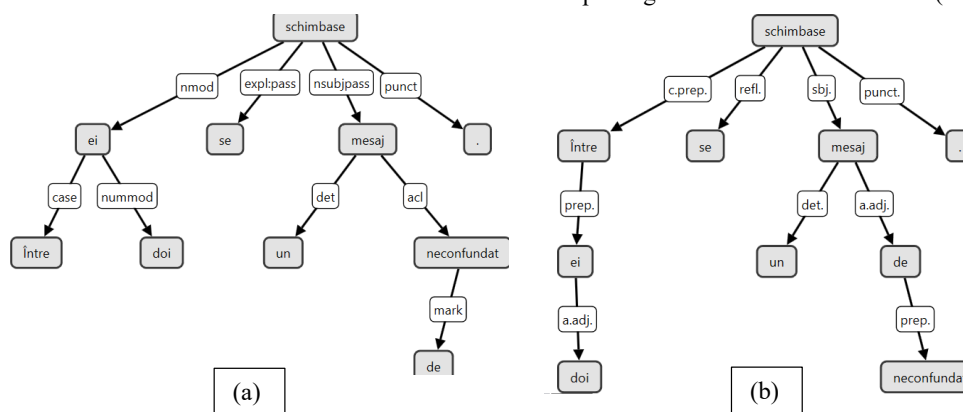 schimbase
nmod
expl:pass
nsubjpass
punct
ei
se
mesaj
.
case
nummod
det
acl
Între
doi
un
neconfundat
mark
de
(a)
schimbase
c.prep.
refl.
sbj.
punct.
Între
se
mesaj
.
prep.
det.
a.adj.
ei
un
de
a.adj.
prep.
doi
neconfundat
(b)